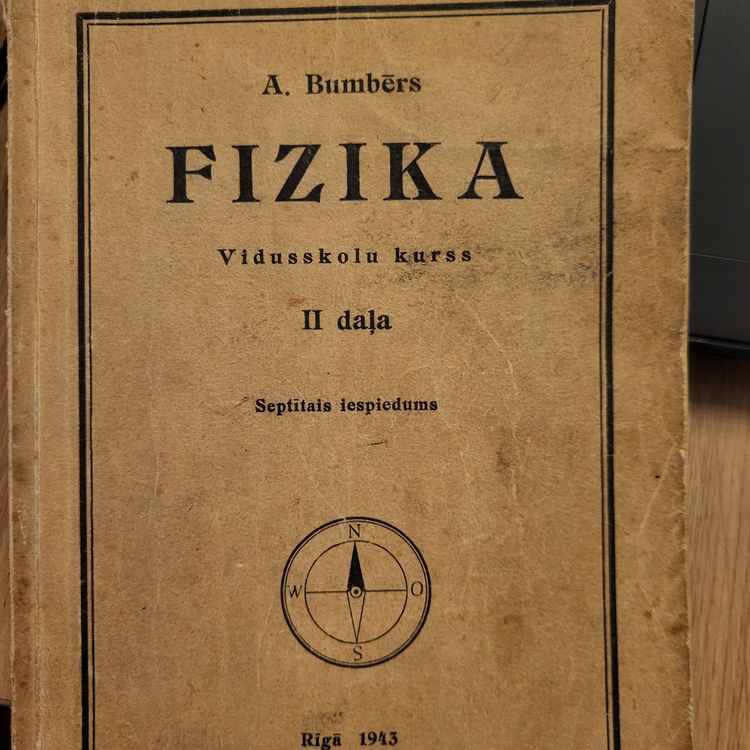 A. Bumbērs
FIZIKA
Vidusskolu kurss
II daļa
Septītais iespiedums
N
W O
S
Rīgā 1943